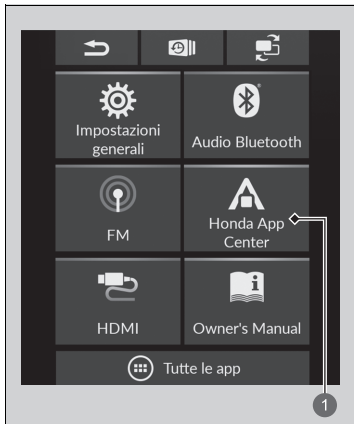 Impostazioni
generali
Audio Bluetooth
FM
Honda App
Center
HDMI
Owner's Manual
Tutte le app
1